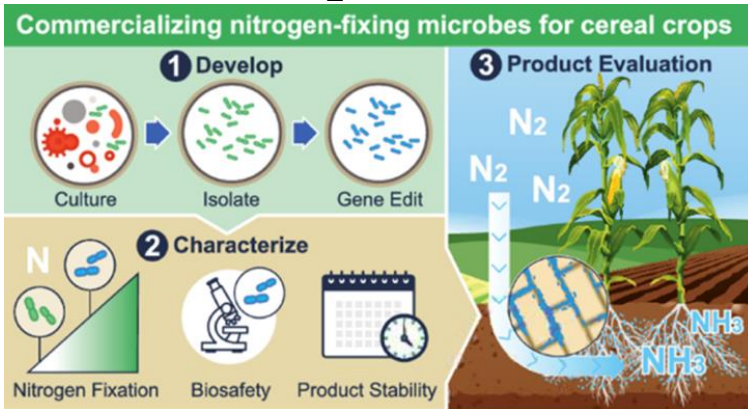 Commercializing nitrogen-fixing microbes for cereal crops
1 Develop
Culture
Isolate
Gene Edit
2 Characterize
N
Nitrogen Fixation
Biosafety
Product Stability
3 Product Evaluation
N2
N2
N2
NH3
NH3